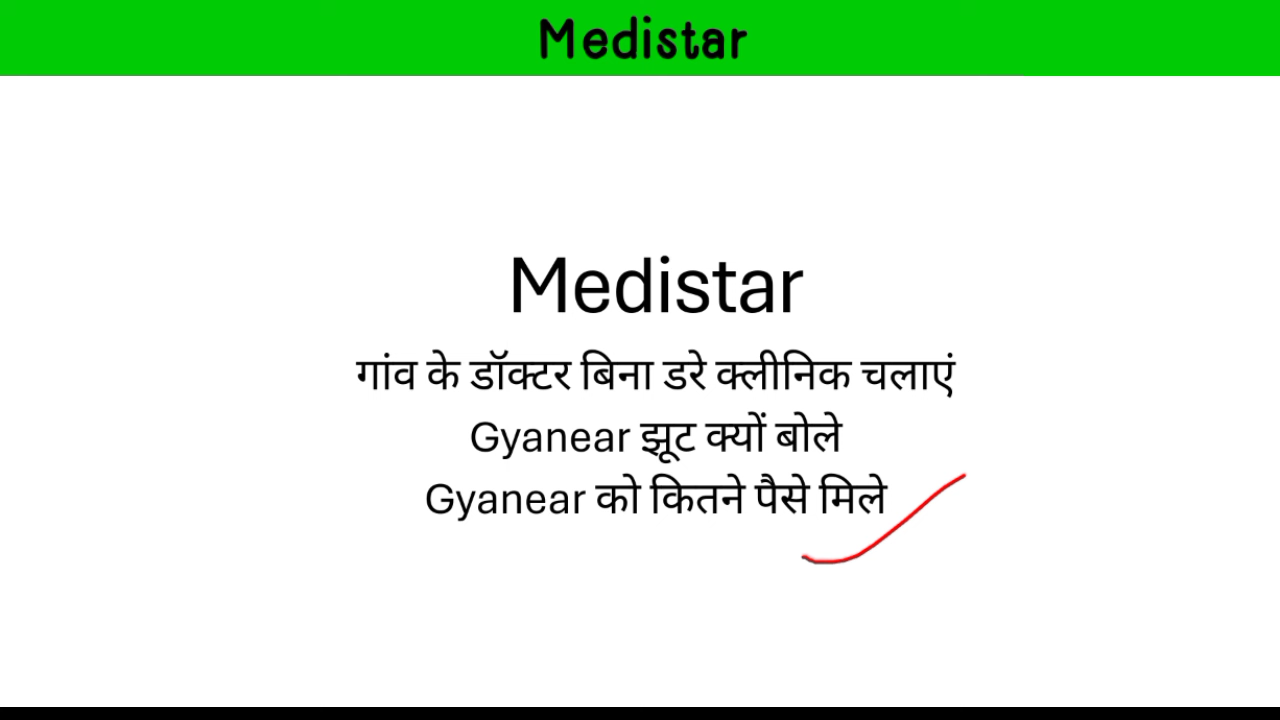 Medistar
Medistar
गांव के डॉक्टर बिना डरे क्लीनिक चलाएं
Gyanear झूट क्यों बोले
Gyanear को कितने पैसे मिले